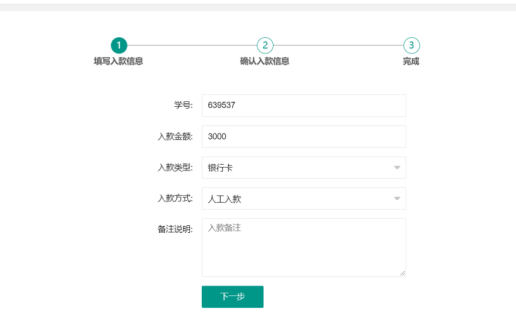 1 2 3
填写入款信息 确认入款信息 完成
学号: 639537
入款金额: 3000
入款类型: 银行卡
入款方式: 人工入款
备注说明: 入款备注
下一步